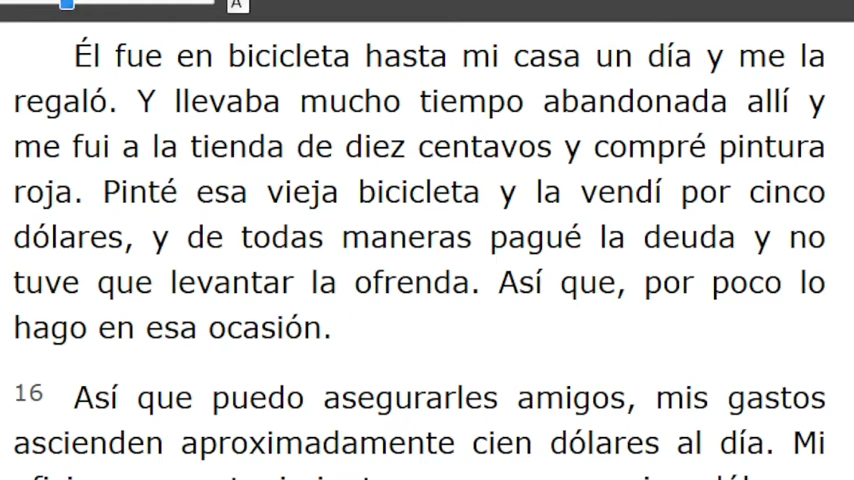 A
Él fue en bicicleta hasta mi casa un día y me la
regaló. Y llevaba mucho tiempo abandonada allí y
me fui a la tienda de diez centavos y compré pintura
roja. Pinté esa vieja bicicleta y la vendí por cinco
dólares, y de todas maneras pagué la deuda y no
tuve que levantar la ofrenda. Así que, por poco lo
hago en esa ocasión.
16 Así que puedo asegurarles amigos, mis gastos
ascienden aproximadamente cien dólares al día. Mi